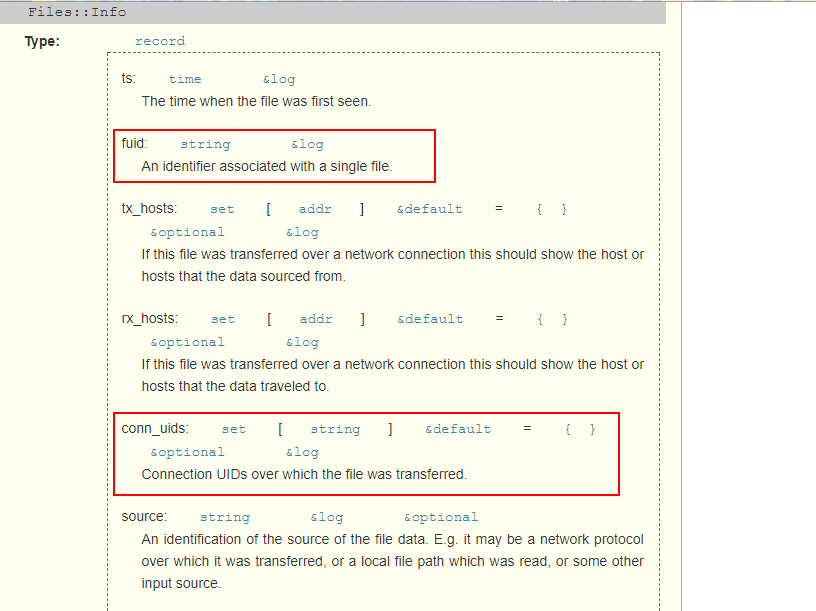 Files::Info
Type: record
ts: time &log
The time when the file was first seen.
fuid: string &log
An identifier associated with a single file.
tx_hosts: set [ addr ] &default = { }
&optional &log
If this file was transferred over a network connection this should show the host or
hosts that the data sourced from.
rx_hosts: set [ addr ] &default = { }
&optional &log
If this file was transferred over a network connection this should show the host or
hosts that the data traveled to.
conn_uids: set [ string ] &default = { }
&optional &log
Connection UIDs over which the file was transferred.
source: string &log &optional
An identification of the source of the file data. E.g. it may be a network protocol
over which it was transferred, or a local file path which was read, or some other
input source.